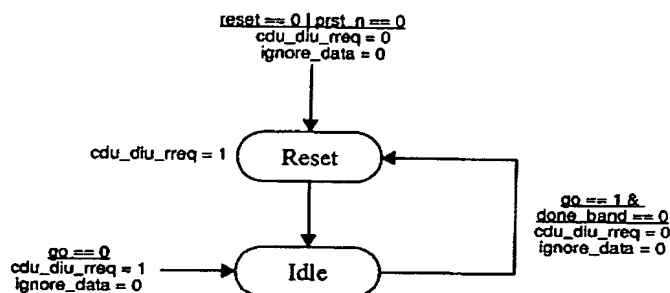 reset == 0 | prst_n == 0
cdu_diu_rreq = 0
ignore_data = 0
cdu_diu_rreq = 1
Reset
go == 1 &
done_band == 0
cdu_diu_rreq = 0
ignore_data = 0
go == 0
cdu_diu_rreq = 1
ignore_data = 0
Idle